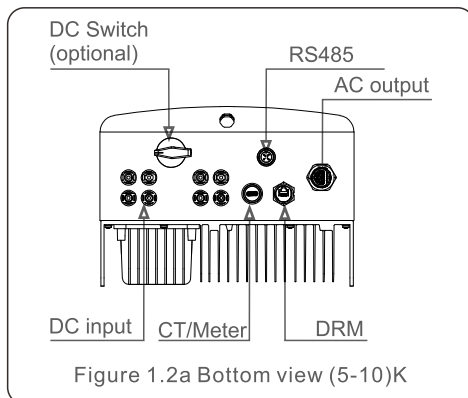 DC Switch
(optional)
RS485
AC output
DC input
CT/Meter
DRM
Figure 1.2a Bottom view (5-10)K